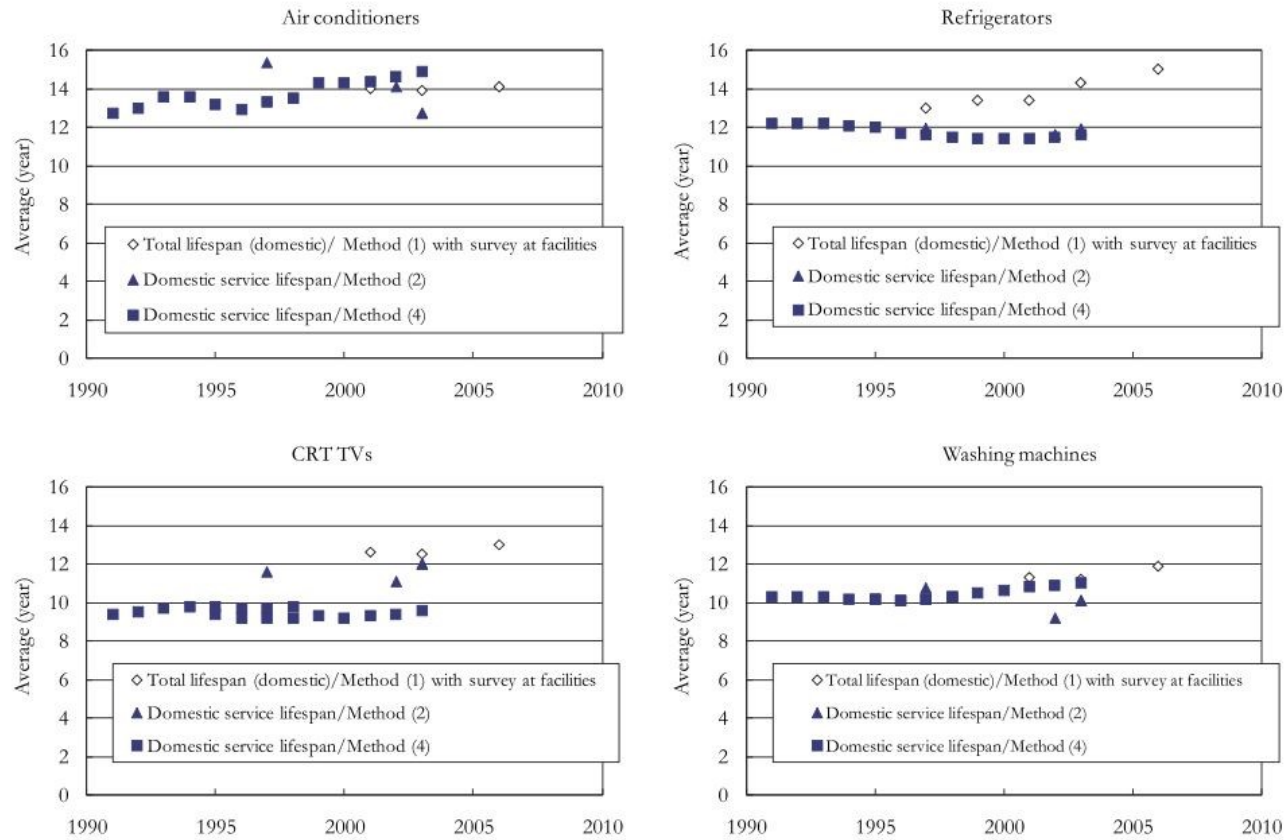 Air conditioners
Average (year)
16
14
12
10
8
6
4
2
0
Total lifespan (domestic)/ Method (1) with survey at facilities
Domestic service lifespan/Method (2)
Domestic service lifespan/Method (4)
1990 1995 2000 2005 2010
Refrigerators
Average (year)
16
14
12
10
8
6
4
2
0
Total lifespan (domestic)/Method (1) with survey at facilities
Domestic service lifespan/Method (2)
Domestic service lifespan/Method (4)
1990 1995 2000 2005 2010
CRT TVs
Average (year)
16
14
12
10
8
6
4
2
0
Total lifespan (domestic)/Method (1) with survey at facilities
Domestic service lifespan/Method (2)
Domestic service lifespan/Method (4)
1990 1995 2000 2005 2010
Washing machines
Average (year)
16
14
12
10
8
6
4
2
0
Total lifespan (domestic)/Method (1) with survey at facilities
Domestic service lifespan/Method (2)
Domestic service lifespan/Method (4)
1990 1995 2000 2005 2010